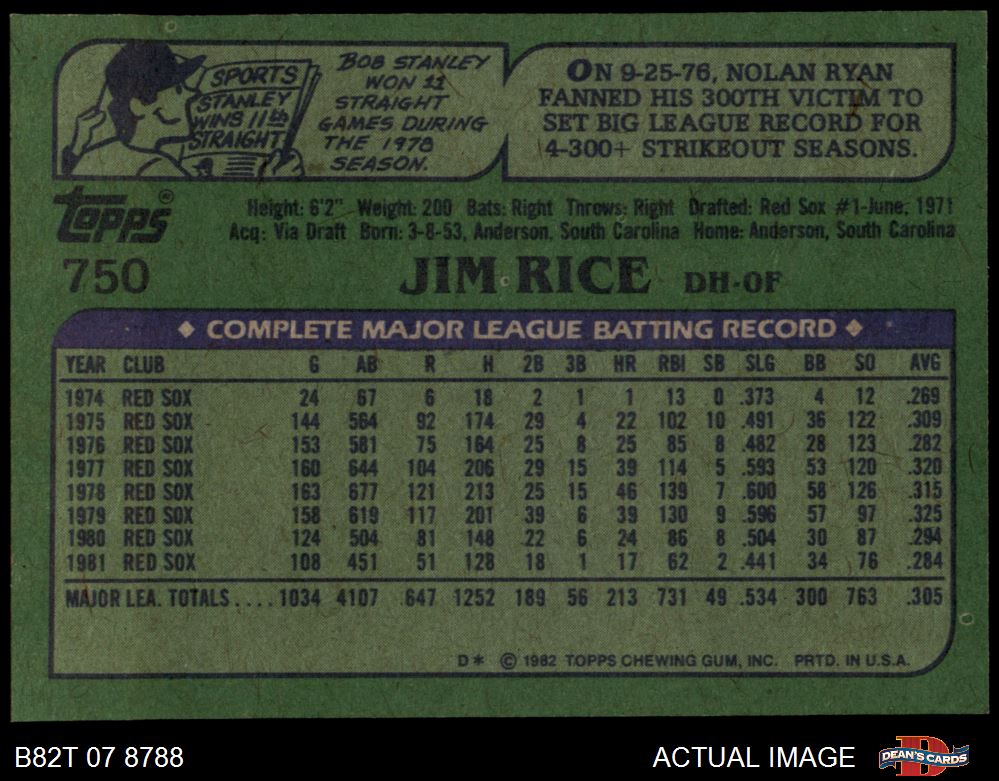 SPORTS
STANLEY
WINS 11th
STRAIGHT
BOB STANLEY
WON 11
STRAIGHT
GAMES DURING
THE 1978
SEASON.
ON 9-25-76, NOLAN RYAN
FANNED HIS 300TH VICTIM TO
SET BIG LEAGUE RECORD FOR
4-300+ STRIKEOUT SEASONS.
Topps®
Height: 6'2" Weight: 200 Bats: Right Throws: Right Drafted: Red Sox #1-June, 1971
Acq: Via Draft Born: 3-8-53, Anderson, South Carolina Home: Anderson, South Carolina
750 JIM RICE DH-OF
◆ COMPLETE MAJOR LEAGUE BATTING RECORD ◆
YEAR CLUB G AB R H 2B 3B HR RBI SB SLG BB SO AVG
1974 RED SOX 24 67 6 18 2 1 1 13 0 .373 4 12 .269
1975 RED SOX 144 564 92 174 29 4 22 102 10 .491 36 122 .309
1976 RED SOX 153 581 75 164 25 8 25 85 8 .482 28 123 .282
1977 RED SOX 160 644 104 206 29 15 39 114 5 .593 53 120 .320
1978 RED SOX 163 677 121 213 25 15 46 139 7 .600 58 126 .315
1979 RED SOX 158 619 117 201 39 6 39 130 9 .596 57 97 .325
1980 RED SOX 124 504 81 148 22 6 24 86 8 .504 30 87 .294
1981 RED SOX 108 451 51 128 18 1 17 62 2 .441 34 76 .284
MAJOR LEA. TOTALS .... 1034 4107 647 1252 189 56 213 731 49 .534 300 763 .305
D* © 1982 TOPPS CHEWING GUM, INC. PRTD. IN U.S.A.
B82T 07 8788 ACTUAL IMAGE DEAN'S CARDS